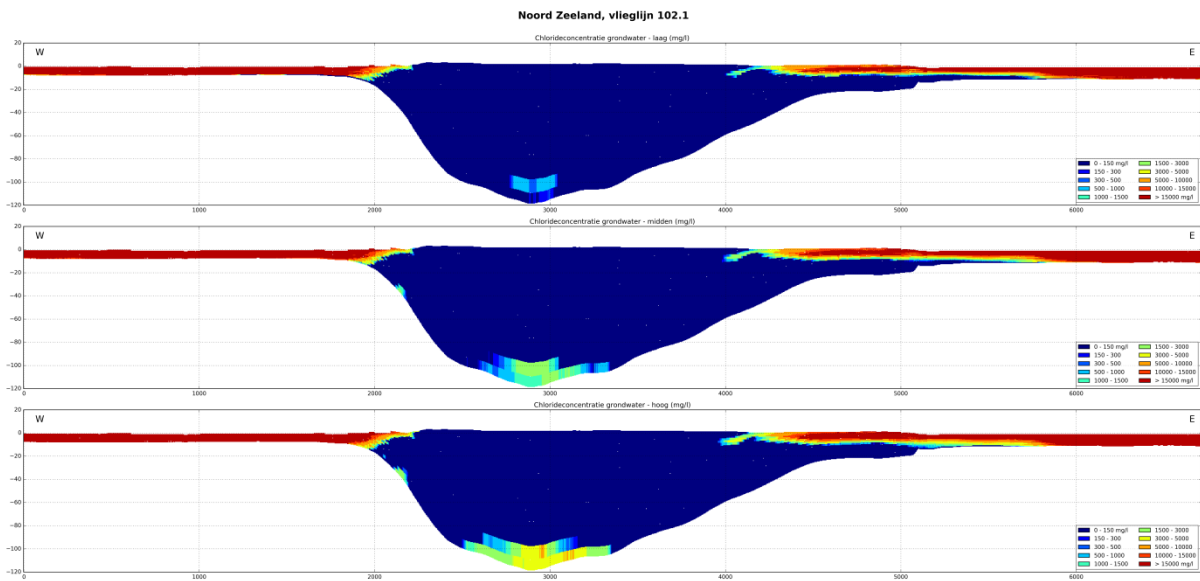 Noord Zeeland, vlieglijn 102.1
Chlorideconcentratie grondwater - laag (mg/l)
W E
20
0
−20
−40
−60
−80
−100
−120
0 1000 2000 3000 4000 5000 6000
0 - 150 mg/l 1500 - 3000
150 - 300 3000 - 5000
300 - 500 5000 - 10000
500 - 1000 10000 - 15000
1000 - 1500 > 15000 mg/l
Chlorideconcentratie grondwater - midden (mg/l)
W E
20
0
−20
−40
−60
−80
−100
−120
0 1000 2000 3000 4000 5000 6000
0 - 150 mg/l 1500 - 3000
150 - 300 3000 - 5000
300 - 500 5000 - 10000
500 - 1000 10000 - 15000
1000 - 1500 > 15000 mg/l
Chlorideconcentratie grondwater - hoog (mg/l)
W E
20
0
−20
−40
−60
−80
−100
−120
0 1000 2000 3000 4000 5000 6000
0 - 150 mg/l 1500 - 3000
150 - 300 3000 - 5000
300 - 500 5000 - 10000
500 - 1000 10000 - 15000
1000 - 1500 > 15000 mg/l